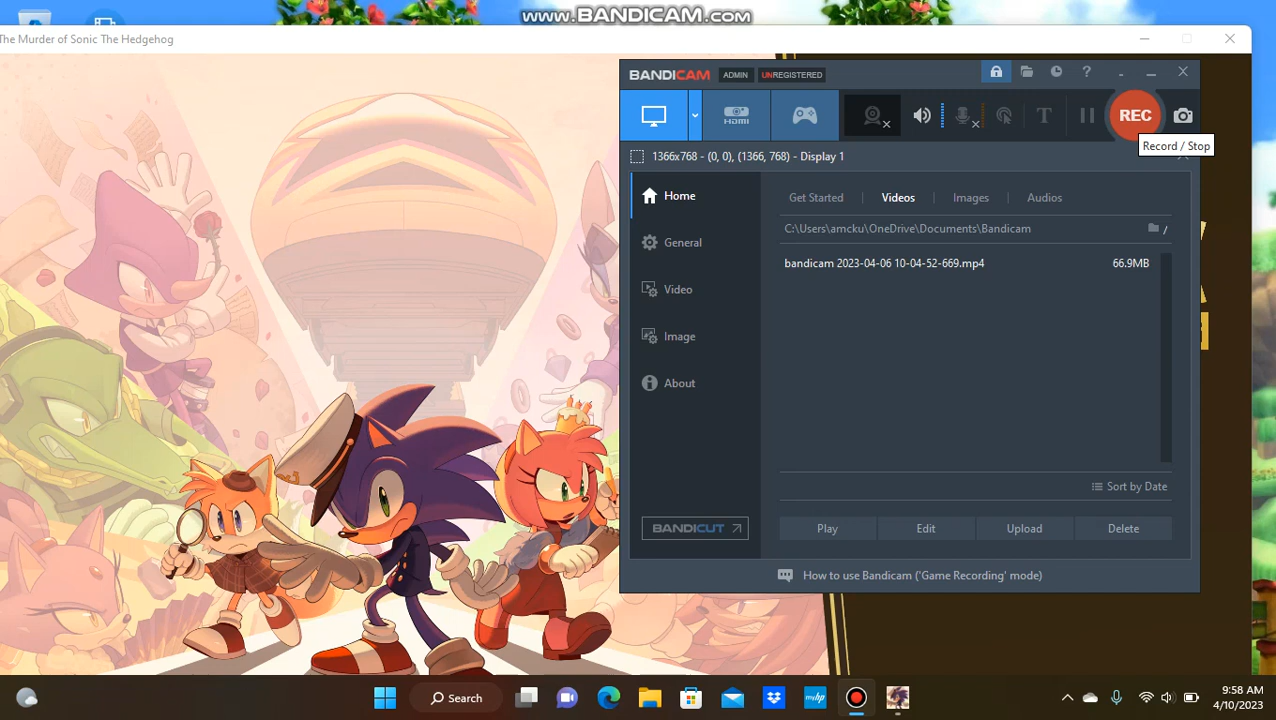 www.BANDICAM.com
The Murder of Sonic The Hedgehog
BANDICAM ADMIN UNREGISTERED
HDMI
REC
Record / Stop
1366x768 - (0, 0), (1366, 768) - Display 1
Home
General
Video
Image
About
BANDICUT
Get Started Videos Images Audios
C:\Users\amcku\OneDrive\Documents\Bandicam
bandicam 2023-04-06 10-04-52-669.mp4 66.9MB
Sort by Date
Play Edit Upload Delete
How to use Bandicam ('Game Recording' mode)
Search
myhp
9:58 AM
4/10/2023